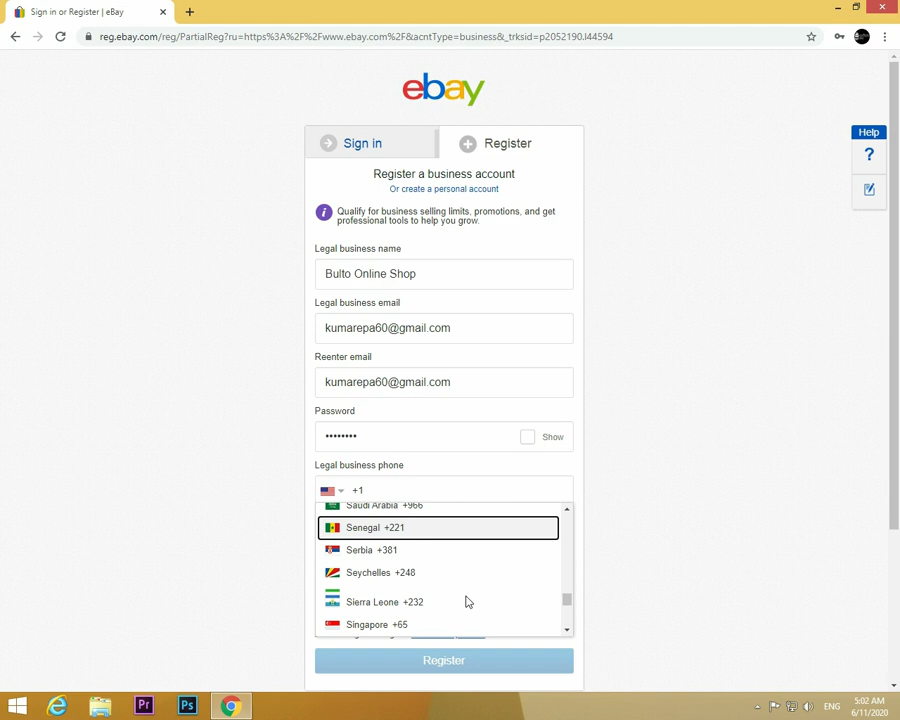 Sign in or Register | eBay
reg.ebay.com/reg/PartialReg?ru=https%3A%2F%2Fwww.ebay.com%2F&acntType=business&_trksid=p2052190.l44594
ebay
Sign in
Register
Help
?
Register a business account
Or create a personal account
i
Qualify for business selling limits, promotions, and get
professional tools to help you grow.
Legal business name
Bulto Online Shop
Legal business email
kumarepa60@gmail.com
Reenter email
kumarepa60@gmail.com
Password
••••••••
Show
Legal business phone
+1
Saudi Arabia +966
Senegal +221
Serbia +381
Seychelles +248
Sierra Leone +232
Singapore +65
Register
Pr
Ps
ENG
5:02 AM
6/11/2020